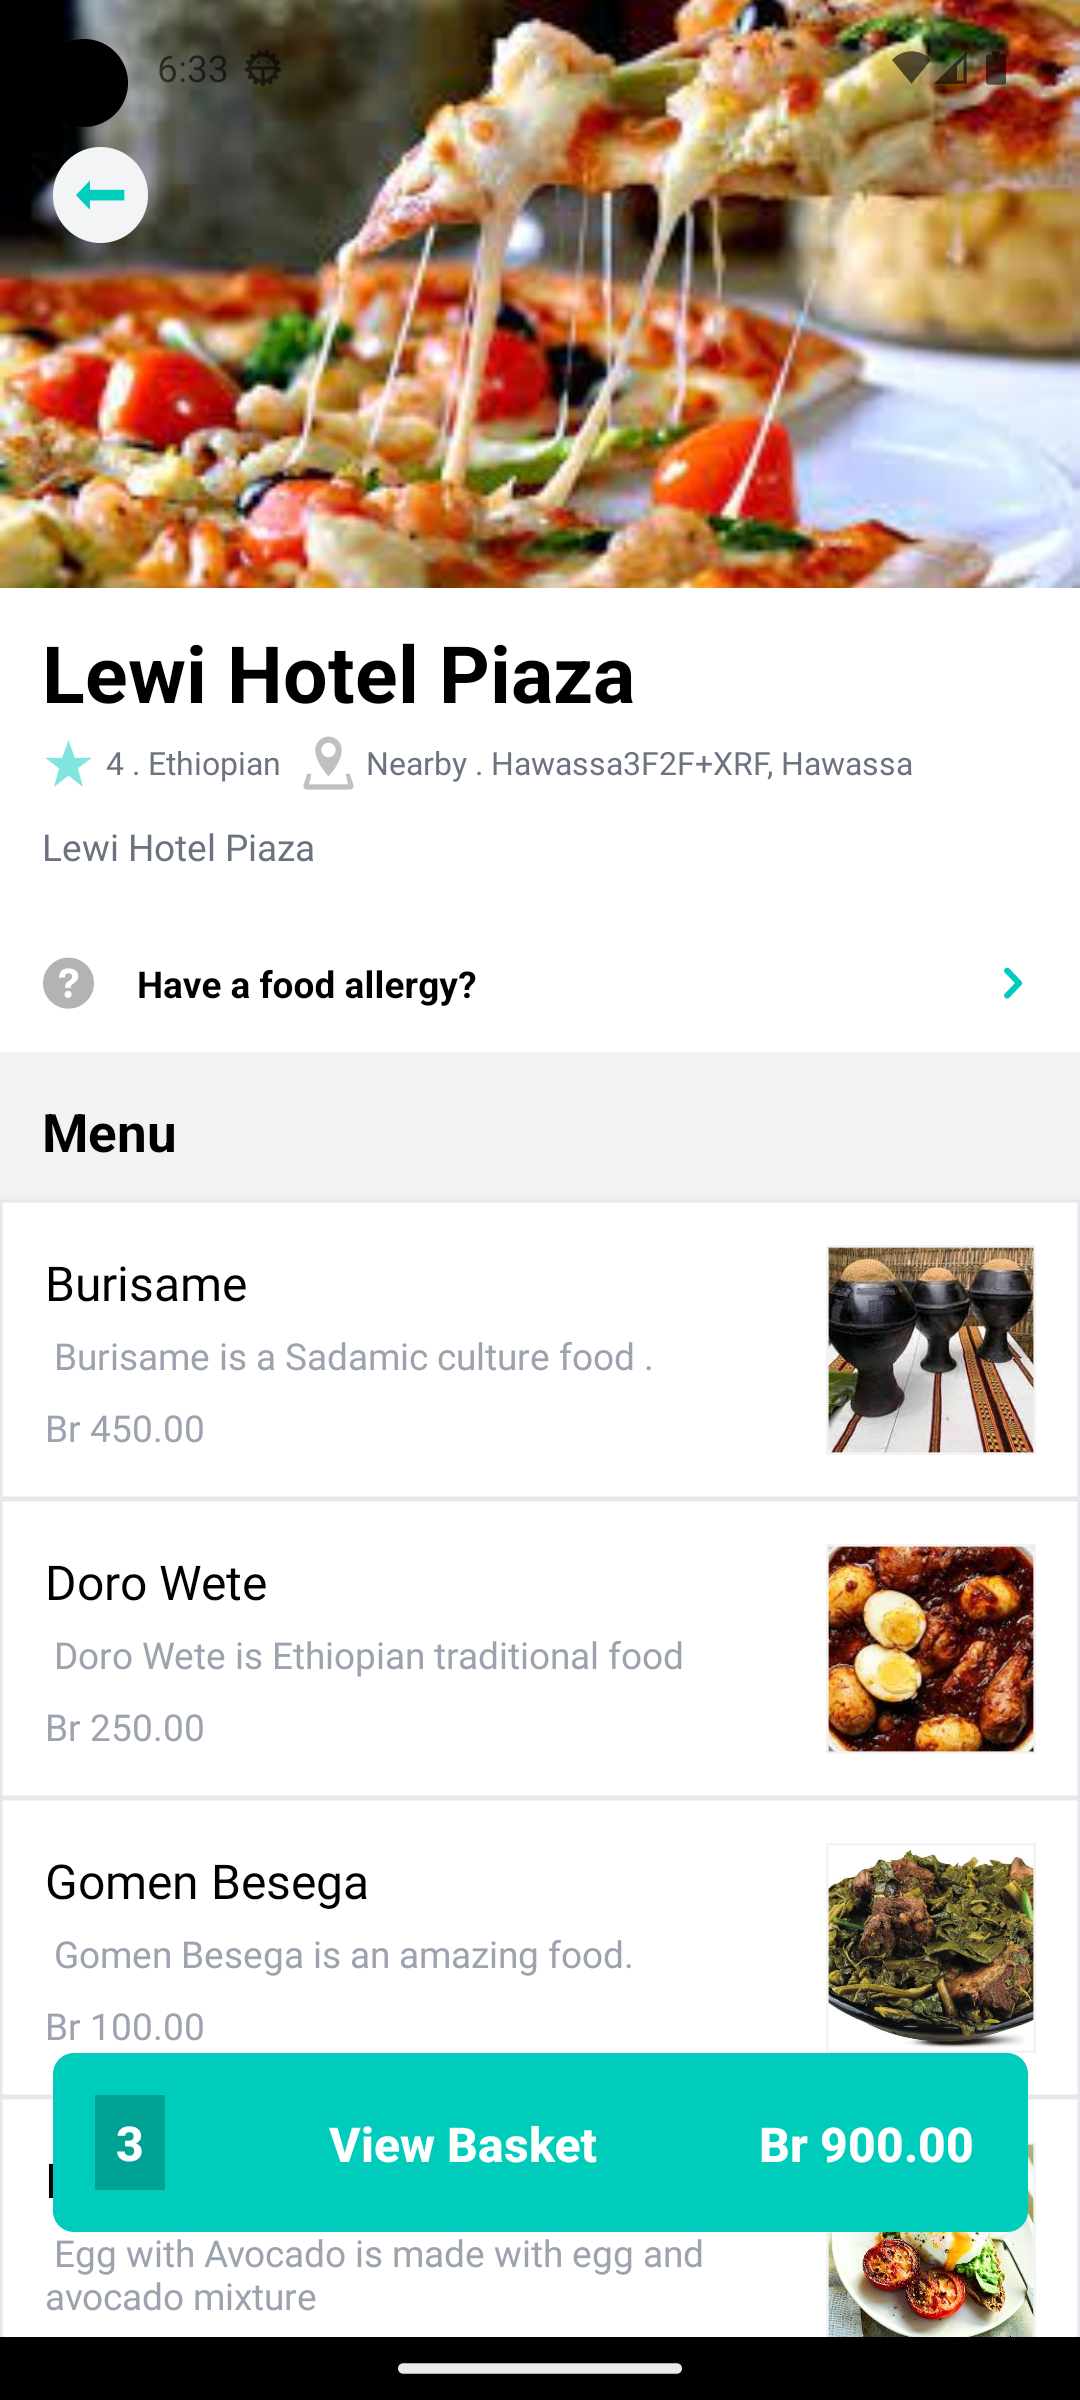 6:33
Lewi Hotel Piaza
4 . Ethiopian Nearby . Hawassa3F2F+XRF, Hawassa
Lewi Hotel Piaza
? Have a food allergy?
Menu
Burisame
Burisame is a Sadamic culture food .
Br 450.00
Doro Wete
Doro Wete is Ethiopian traditional food
Br 250.00
Gomen Besega
Gomen Besega is an amazing food.
Br 100.00
3 View Basket Br 900.00
Egg with Avocado is made with egg and
avocado mixture